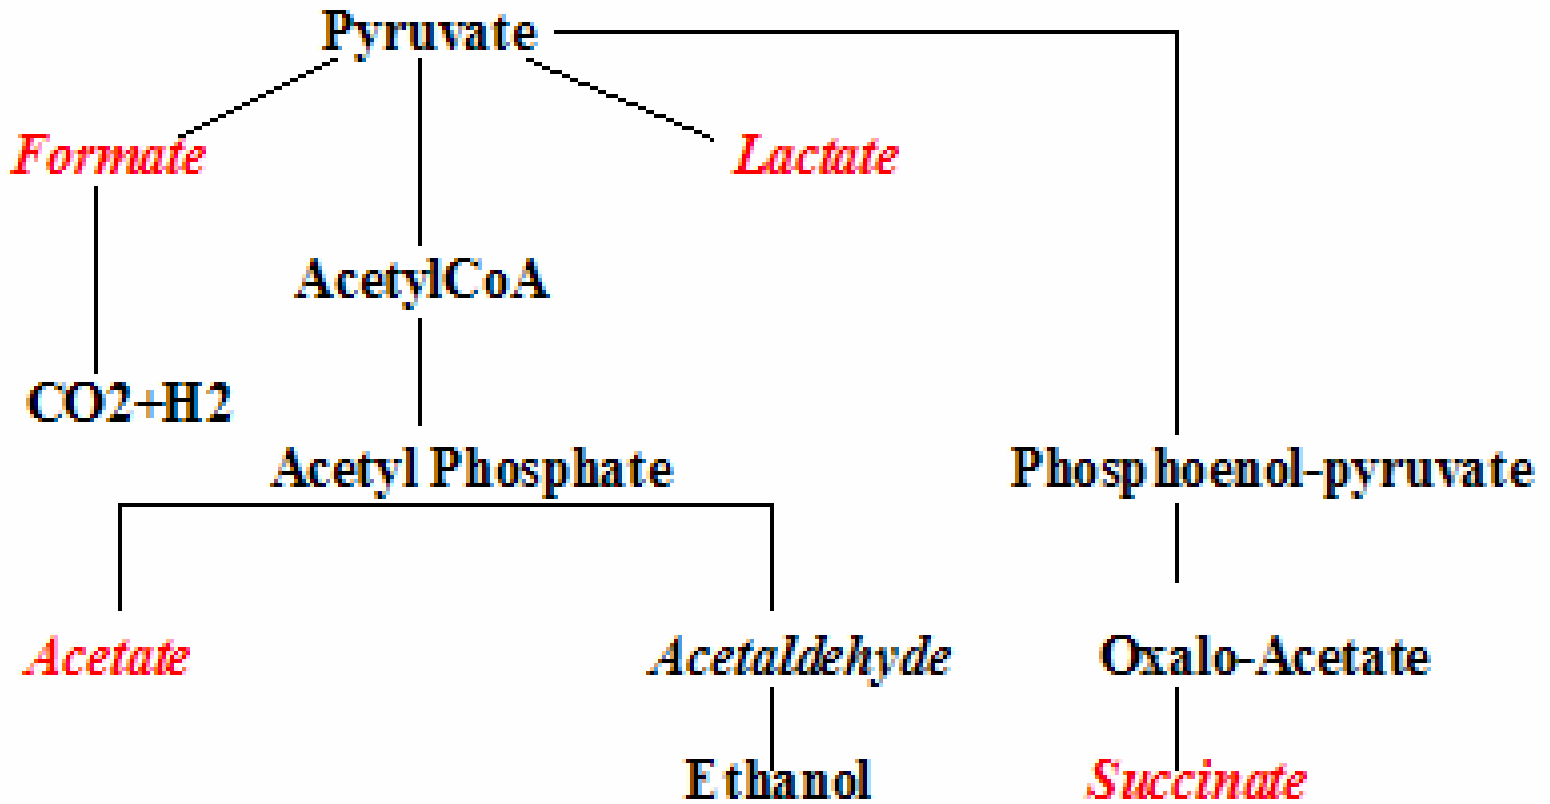 Pyruvate
Formate
Lactate
AcetylCoA
CO2+H2
Acetyl Phosphate
Phosphoenol-pyruvate
Acetate
Acetaldehyde
Oxalo-Acetate
Ethanol
Succinate